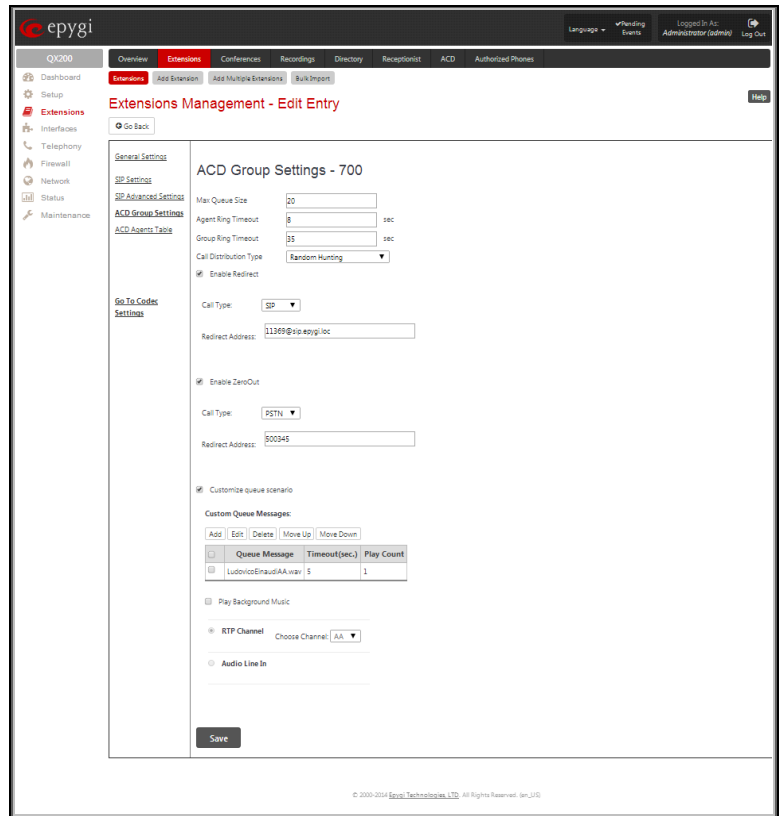 epygi
Language
Pending Events
Logged In As:
Administrator (admin)
Log Out
QX200
Overview
Extensions
Conferences
Recordings
Directory
Receptionist
ACD
Authorized Phones
Dashboard
Setup
Extensions
Interfaces
Telephony
Firewall
Network
Status
Maintenance
Extensions
Add Extension
Add Multiple Extensions
Bulk Import
Extensions Management - Edit Entry
Help
Go Back
General Settings
SIP Settings
SIP Advanced Settings
ACD Group Settings
ACD Agents Table
Go To Codec
Settings
ACD Group Settings - 700
Max Queue Size 20
Agent Ring Timeout 8 sec
Group Ring Timeout 35 sec
Call Distribution Type Random Hunting
Enable Redirect
Call Type: SIP
Redirect Address: 11369@sip.epygi.loc
Enable ZeroOut
Call Type: PSTN
Redirect Address: 500345
Customize queue scenario
Custom Queue Messages:
Add Edit Delete Move Up Move Down
Queue Message Timeout(sec.) Play Count
LudovicoEinaudiAA.wav 5 1
Play Background Music
RTP Channel Choose Channel: AA
Audio Line In
Save
© 2000-2014 Epygi Technologies, LTD. All Rights Reserved. (en_US)